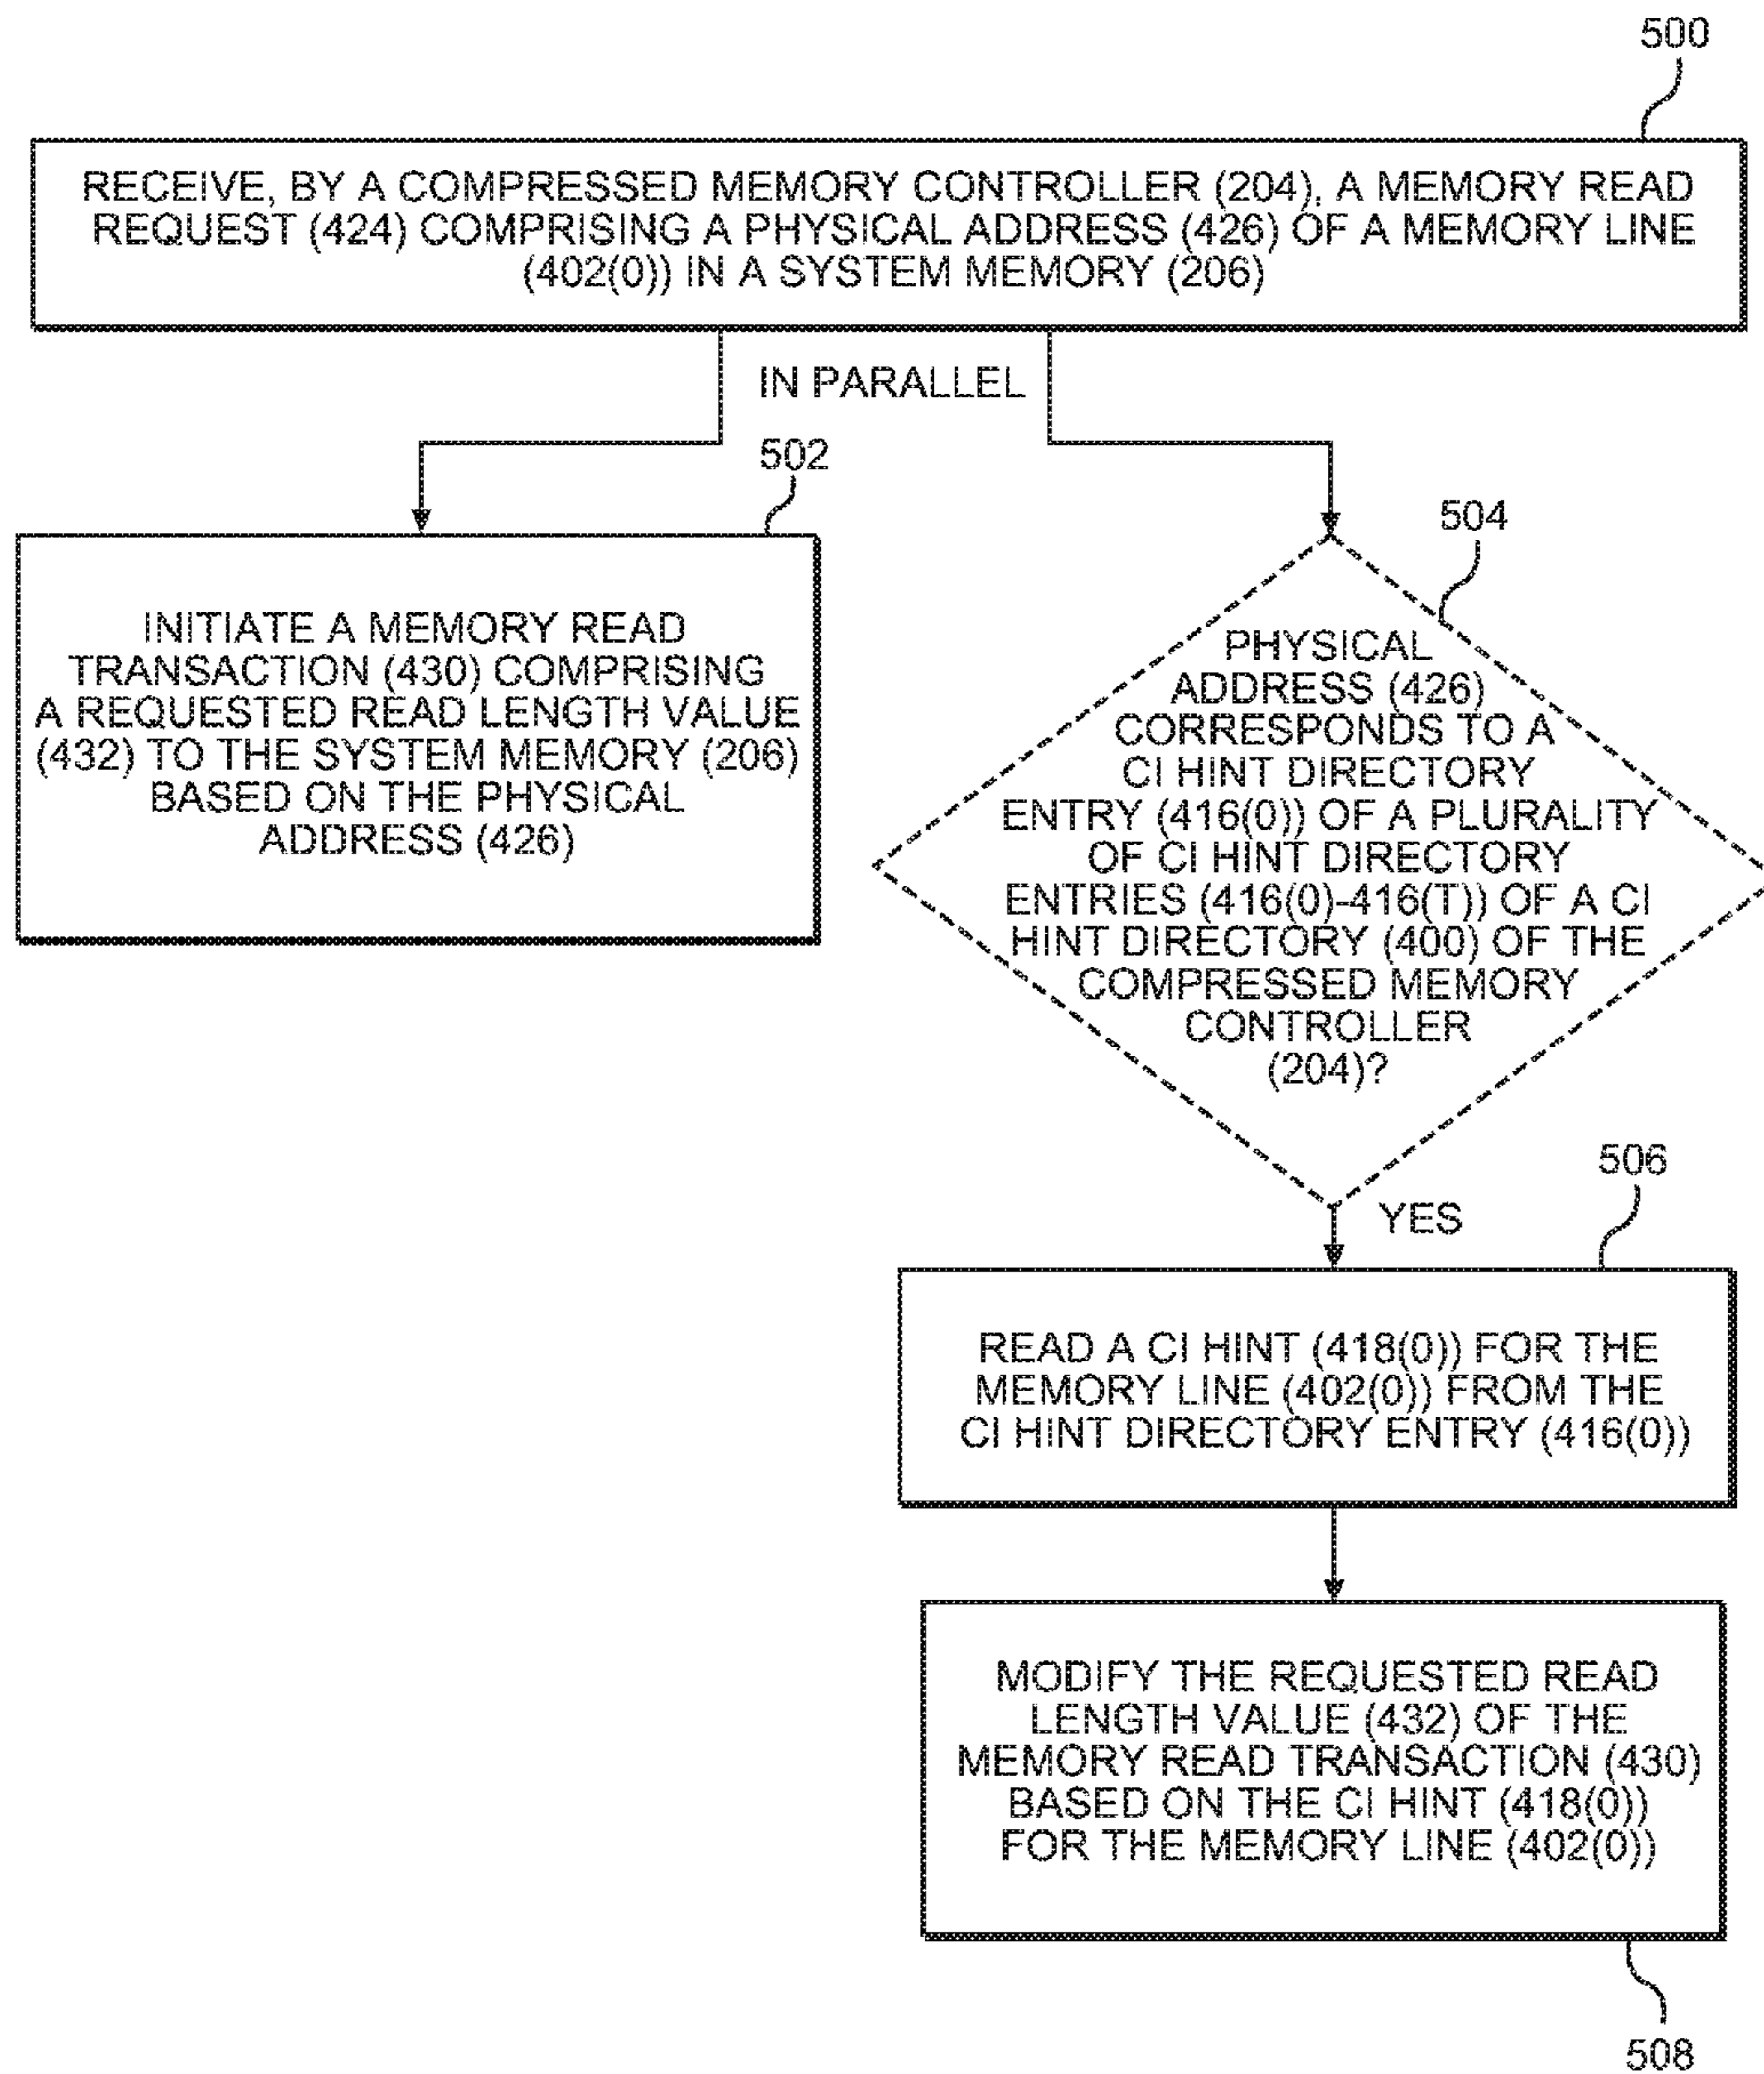 500
RECEIVE, BY A COMPRESSED MEMORY CONTROLLER (204), A MEMORY READ
REQUEST (424) COMPRISING A PHYSICAL ADDRESS (426) OF A MEMORY LINE
(402(0)) IN A SYSTEM MEMORY (206)
IN PARALLEL
502
INITIATE A MEMORY READ
TRANSACTION (430) COMPRISING
A REQUESTED READ LENGTH VALUE
(432) TO THE SYSTEM MEMORY (206)
BASED ON THE PHYSICAL
ADDRESS (426)
504
PHYSICAL
ADDRESS (426)
CORRESPONDS TO A
CI HINT DIRECTORY
ENTRY (416(0)) OF A PLURALITY
OF CI HINT DIRECTORY
ENTRIES (416(0)-416(T)) OF A CI
HINT DIRECTORY (400) OF THE
COMPRESSED MEMORY
CONTROLLER
(204)?
YES
506
READ A CI HINT (418(0)) FOR THE
MEMORY LINE (402(0)) FROM THE
CI HINT DIRECTORY ENTRY (416(0))
MODIFY THE REQUESTED READ
LENGTH VALUE (432) OF THE
MEMORY READ TRANSACTION (430)
BASED ON THE CI HINT (418(0))
FOR THE MEMORY LINE (402(0))
508